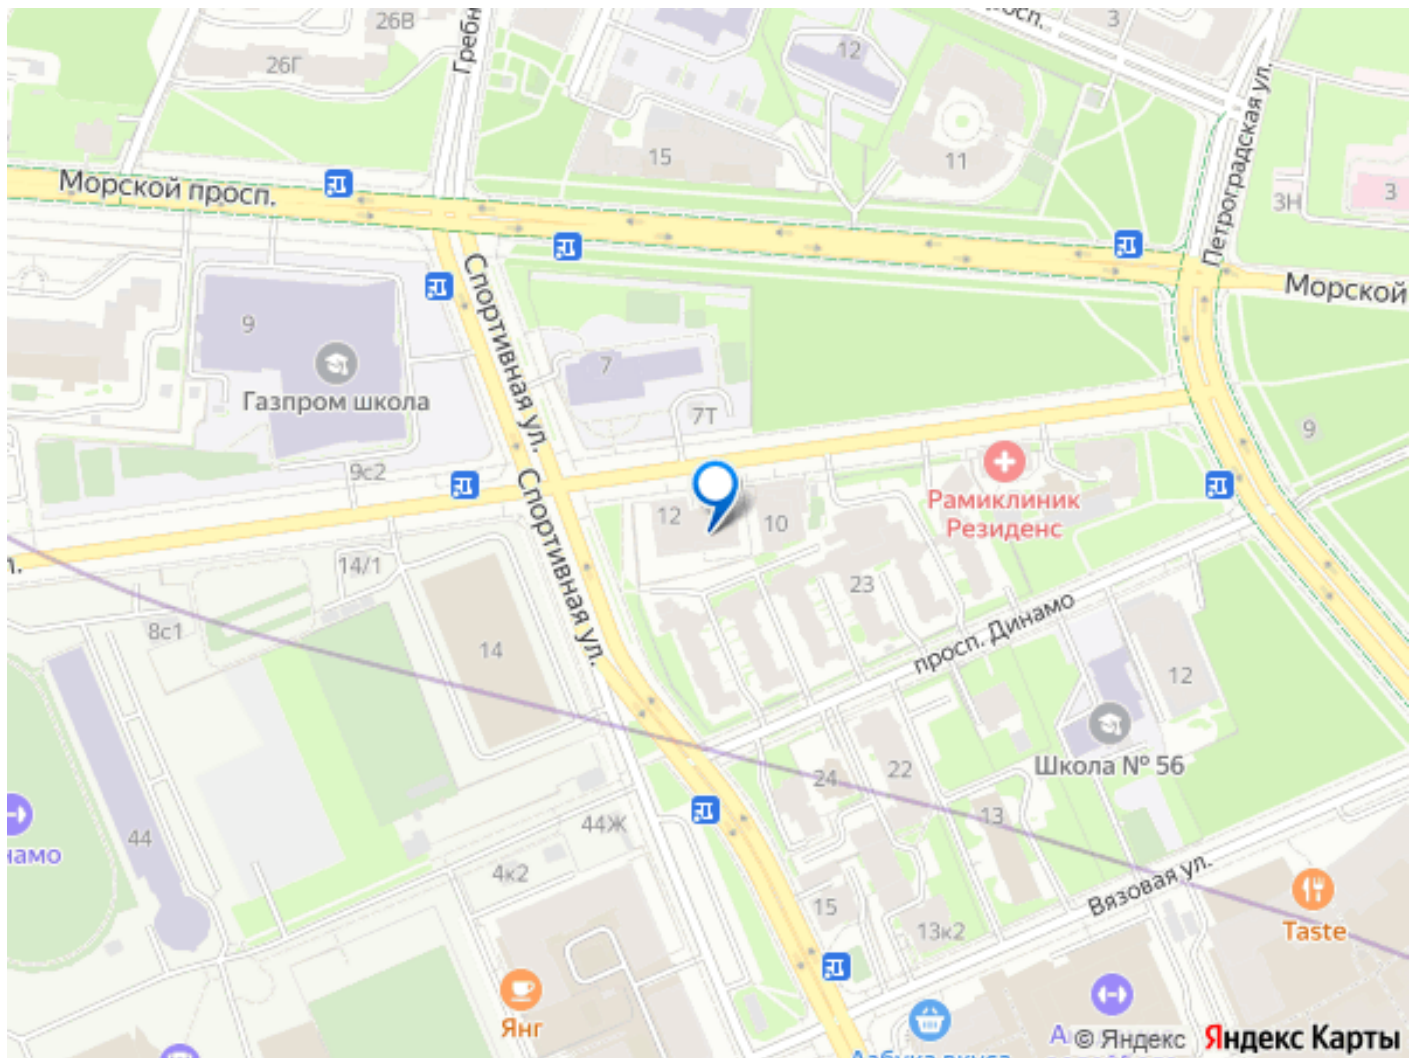 26В
Гребн
осп.
3
12
26Г
Петроградская ул.
15
11
Морской просп.
3Н
3
Спортивная ул.
Морской
9
7
Газпром школа
7Т
9
9с2
Рамиклиник
Резиденс
12
10
Спортивная ул.
14/1
23
просп. Динамо
8с1
14
12
Школа № 56
24
22
13
44Ж
44
намо
4к2
15
13к2
Вязовая ул.
Taste
Янг
© Яндекс
Яндекс Карты